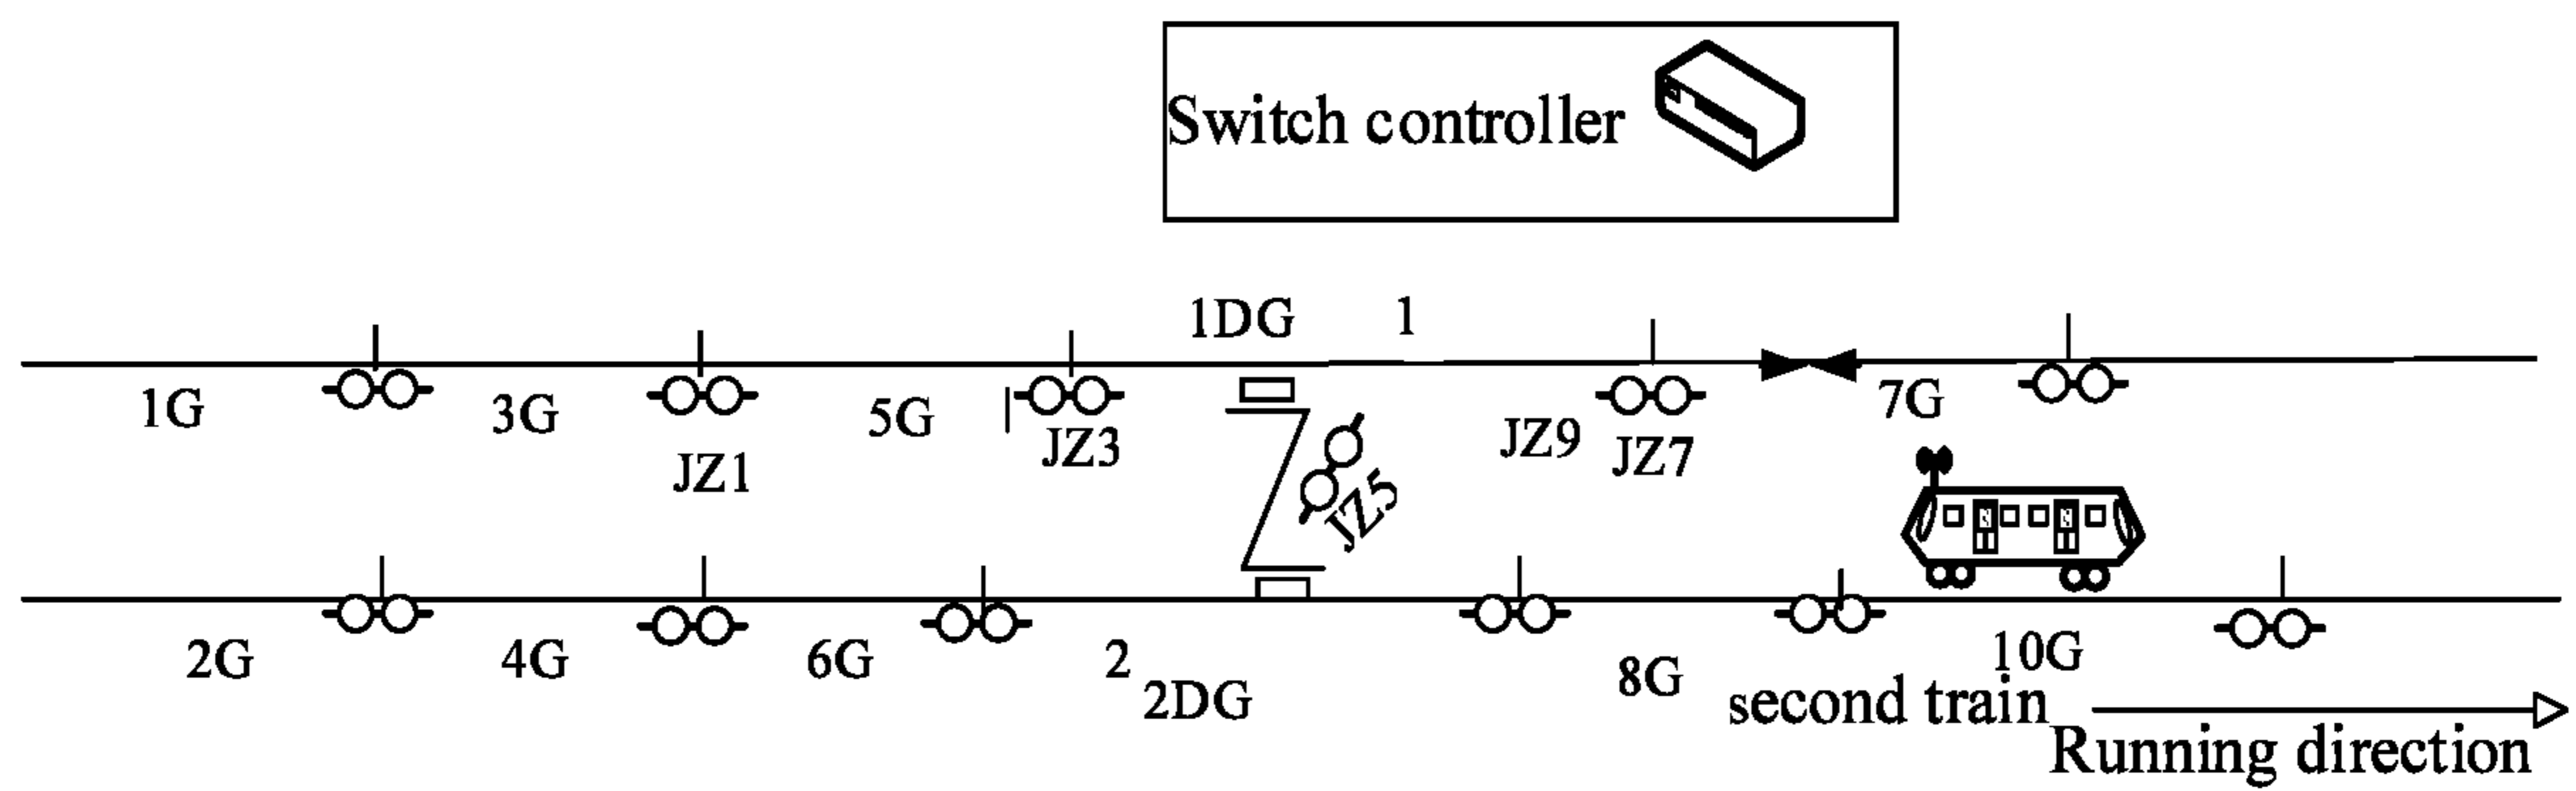 Switch controller
1DG
1
1G
3G
JZ1
5G
JZ3
JZ5
JZ9
JZ7
7G
2G
4G
6G
2
2DG
8G
10G
second train
Running direction